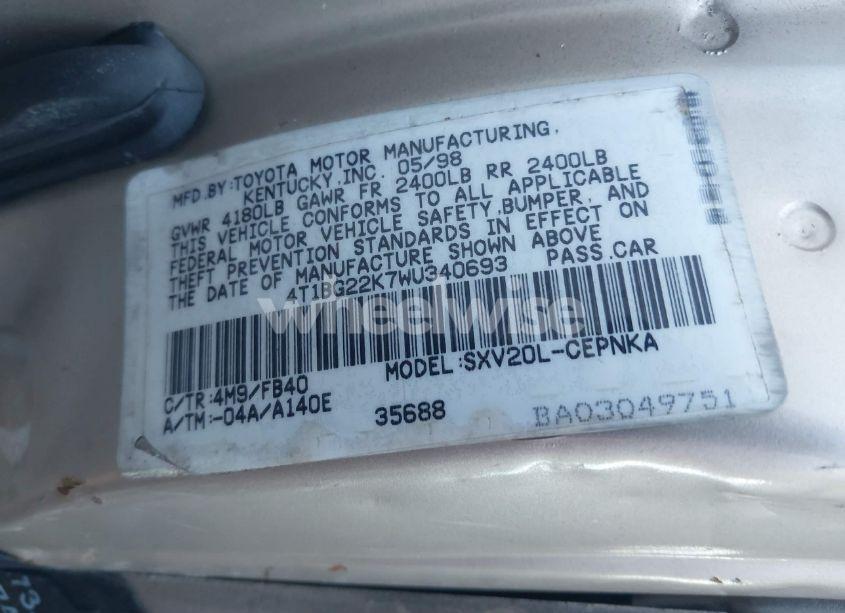 MFD.BY:TOYOTA MOTOR MANUFACTURING,
KENTUCKY,INC. 05/98
GVWR 4180LB GAWR FR 2400LB RR 2400LB
THIS VEHICLE CONFORMS TO ALL APPLICABLE
FEDERAL MOTOR VEHICLE SAFETY,BUMPER, AND
THEFT PREVENTION STANDARDS IN EFFECT ON
THE DATE OF MANUFACTURE SHOWN ABOVE
4T1BG22K7WU340693 PASS.CAR
wheelwise
MODEL:SXV20L-CEPNKA
C/TR:4M9/FB40
A/TM:-04A/A140E 35688 BA03049751